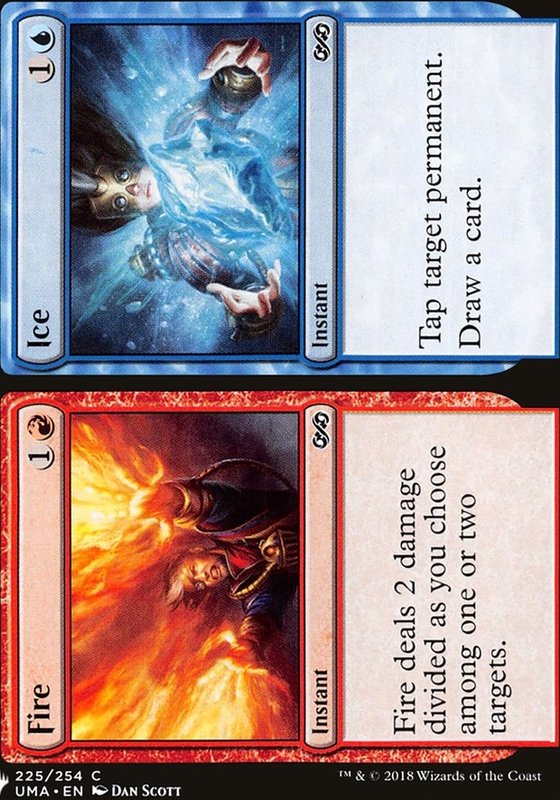 Ice 1
Instant
Tap target permanent.
Draw a card.
Fire 1
Instant
Fire deals 2 damage
divided as you choose
among one or two
targets.
225/254 C
UMA • EN DAN SCOTT
™ & © 2018 Wizards of the Coast